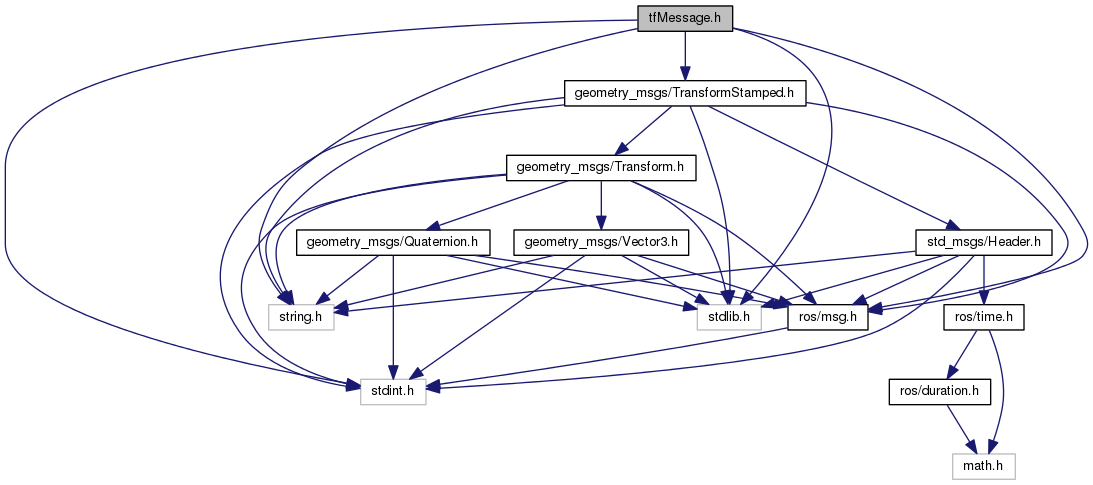 tfMessage.h
geometry_msgs/TransformStamped.h
geometry_msgs/Transform.h
geometry_msgs/Quaternion.h
geometry_msgs/Vector3.h
std_msgs/Header.h
string.h
stdlib.h
ros/msg.h
ros/time.h
stdint.h
ros/duration.h
math.h